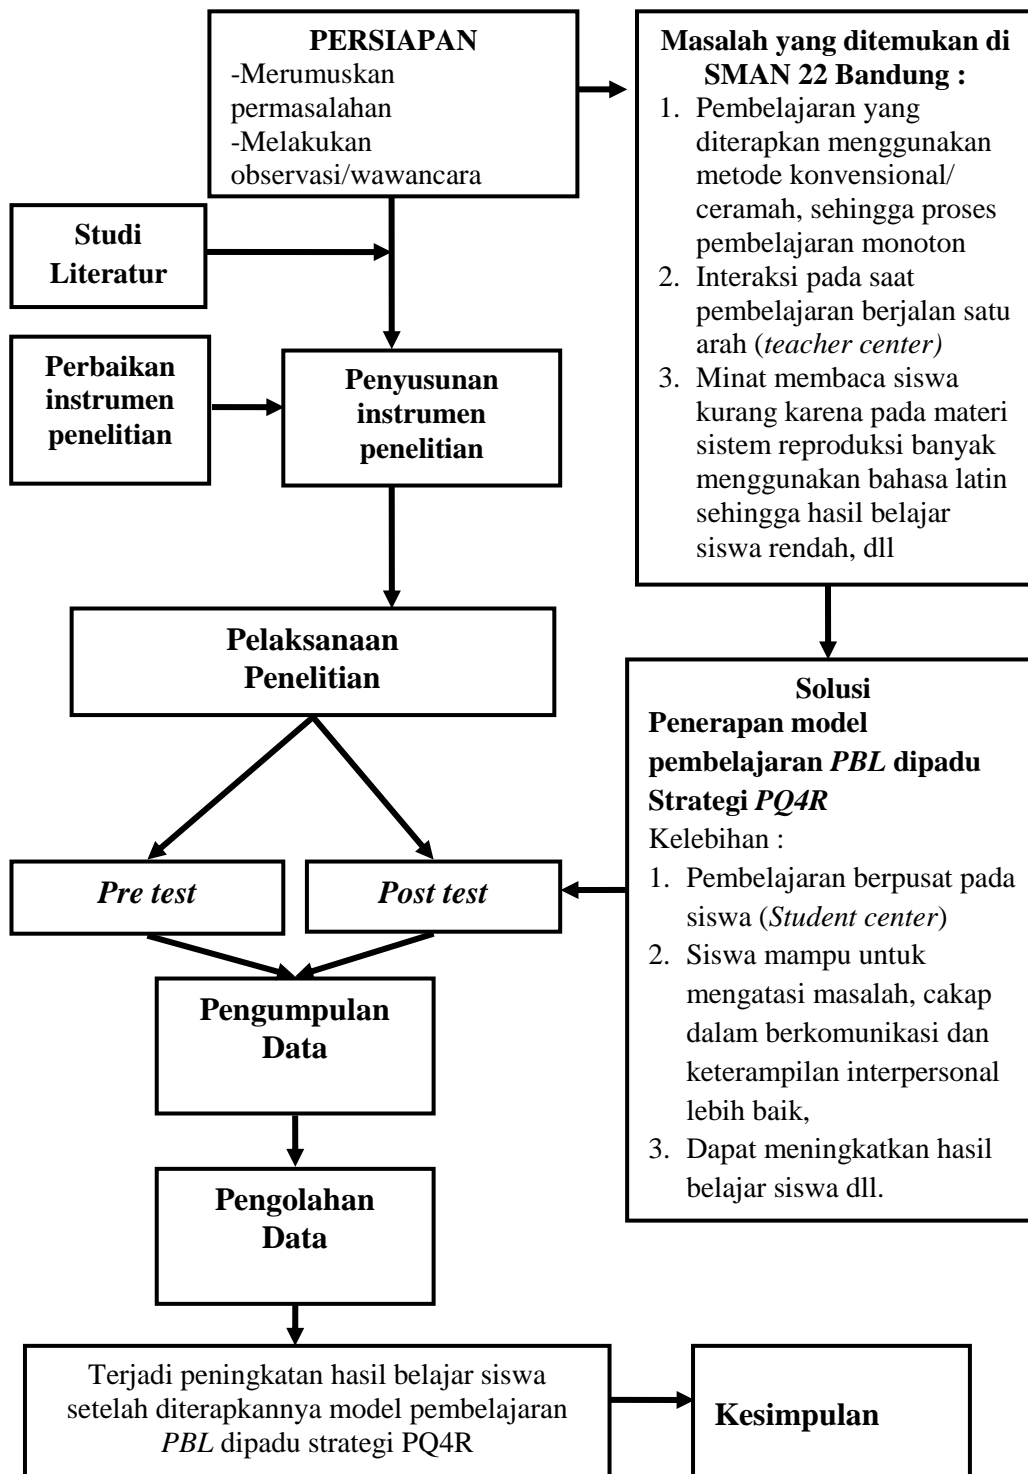 PERSIAPAN
-Merumuskan
permasalahan
-Melakukan
observasi/wawancara
Masalah yang ditemukan di
SMAN 22 Bandung :
1. Pembelajaran yang
diterapkan menggunakan
metode konvensional/
ceramah, sehingga proses
pembelajaran monoton
2. Interaksi pada saat
pembelajaran berjalan satu
arah (teacher center)
3. Minat membaca siswa
kurang karena pada materi
sistem reproduksi banyak
menggunakan bahasa latin
sehingga hasil belajar
siswa rendah, dll
Studi
Literatur
Perbaikan
instrumen
penelitian
Penyusunan
instrumen
penelitian
Pelaksanaan
Penelitian
Solusi
Penerapan model
pembelajaran PBL dipadu
Strategi PQ4R
Kelebihan :
1. Pembelajaran berpusat pada
siswa (Student center)
2. Siswa mampu untuk
mengatasi masalah, cakap
dalam berkomunikasi dan
keterampilan interpersonal
lebih baik,
3. Dapat meningkatkan hasil
belajar siswa dll.
Pre test
Post test
Pengumpulan
Data
Pengolahan
Data
Terjadi peningkatan hasil belajar siswa
setelah diterapkannya model pembelajaran
PBL dipadu strategi PQ4R
Kesimpulan